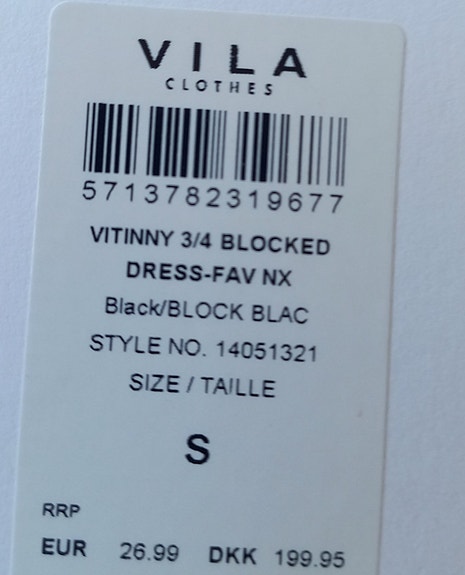 VILA
CLOTHES
5713782319677
VITINNY 3/4 BLOCKED
DRESS-FAV NX
Black/BLOCK BLAC
STYLE NO. 14051321
SIZE / TAILLE
S
RRP
EUR 26.99 DKK 199.95